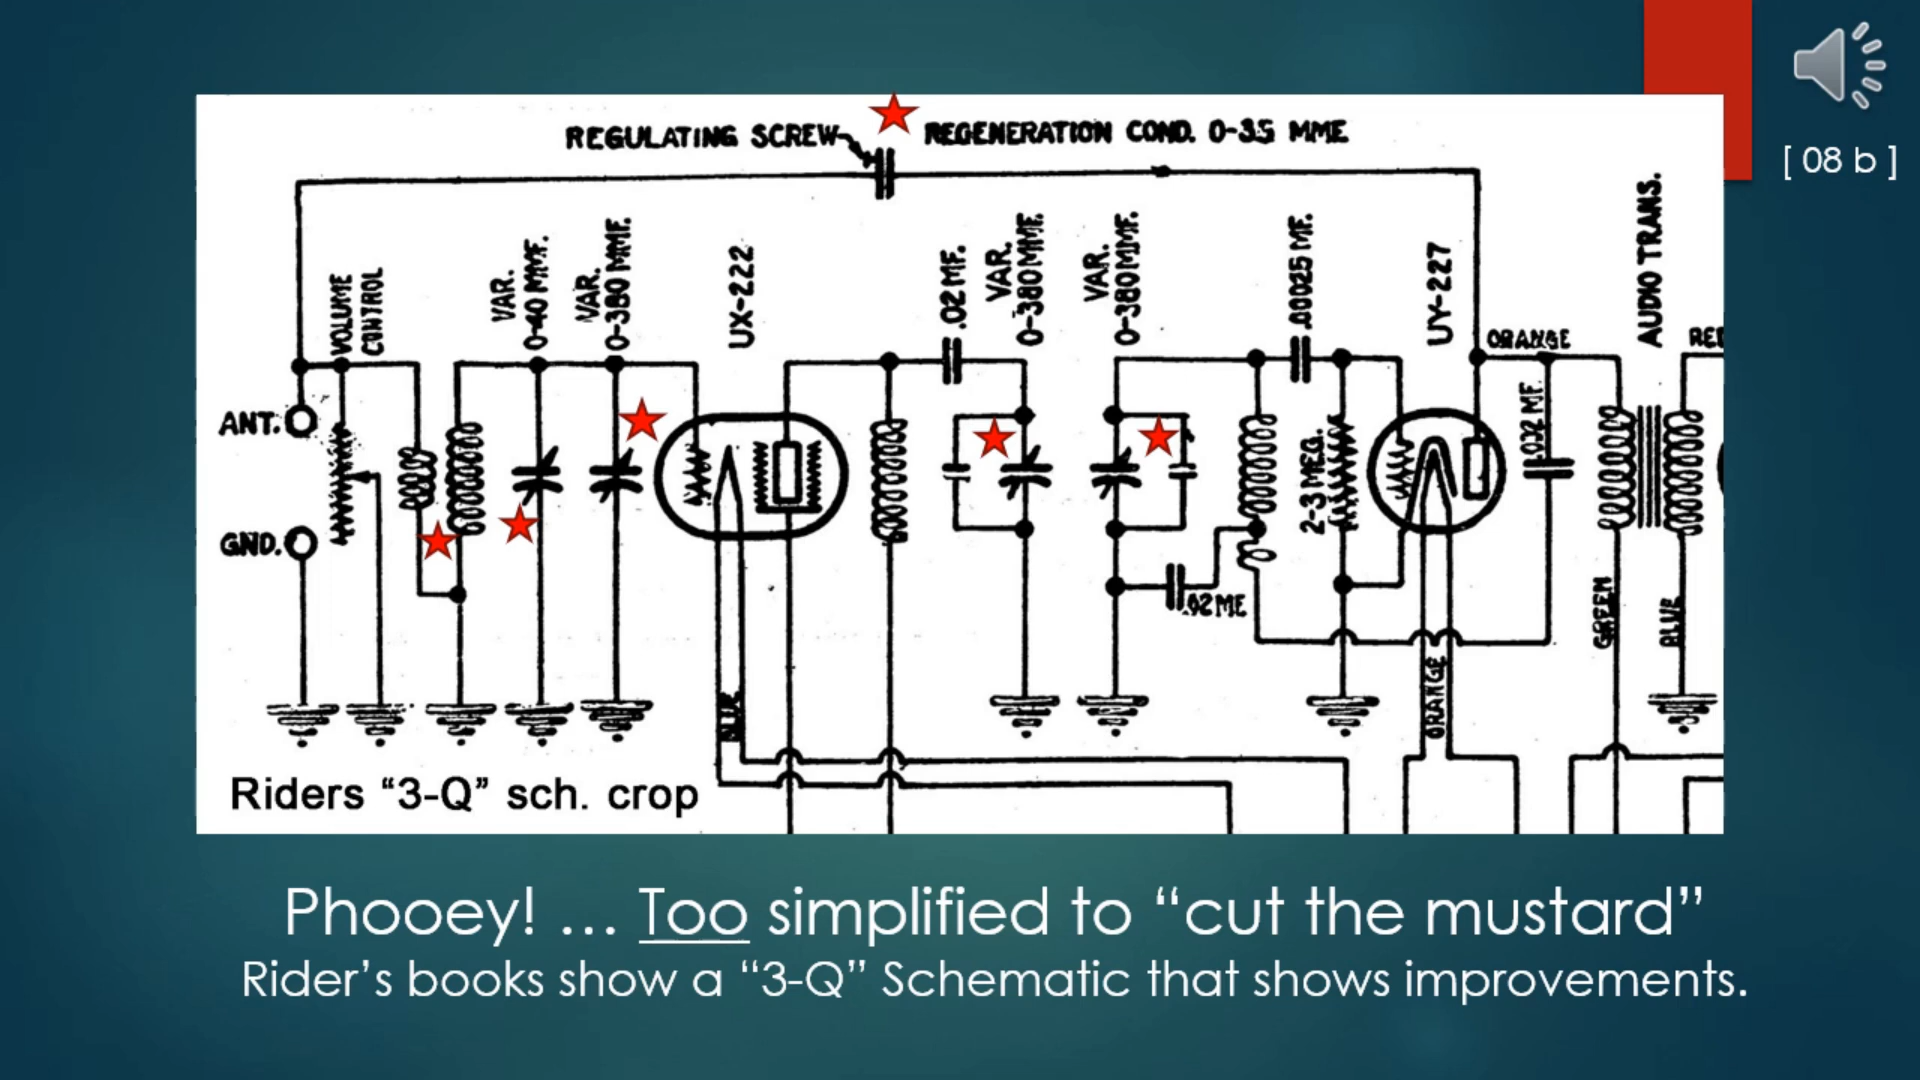 [ 08 b ]
REGULATING SCREW
REGENERATION COND. 0-35 MME
VOLUME
CONTROL
VAR.
0-40 MMF.
VAR.
0-380 MMF.
UX-222
.02 MF.
VAR.
0-380 MMF.
VAR.
0-380 MMF.
.00025 MF.
UY-227
ORANGE
AUDIO TRANS.
RED
ANT.
GND.
2-3 MEG.
.002 MF.
.02 MF
GREEN
BLUE
BLUE
ORANGE
Riders “3-Q” sch. crop
Phooey! ... Too simplified to “cut the mustard”
Rider’s books show a “3-Q” Schematic that shows improvements.